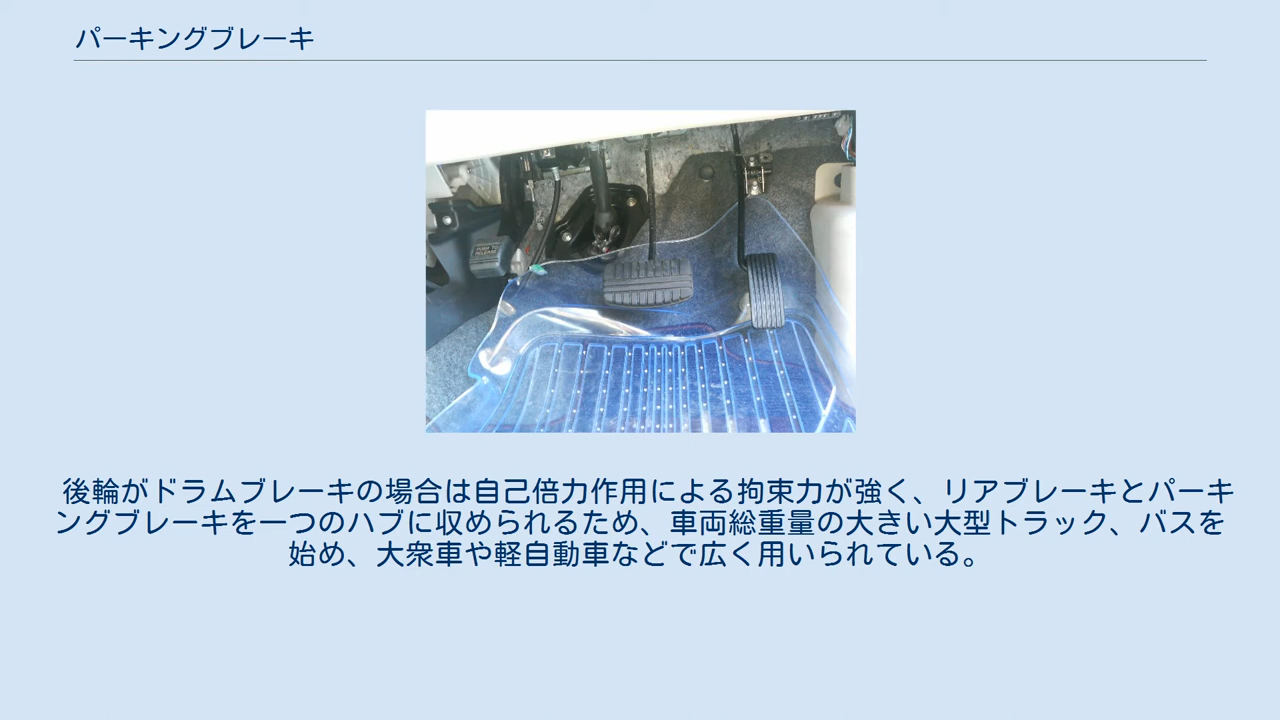 パーキングブレーキ
PUSH TO
RELEASE
後輪がドラムブレーキの場合は自己倍力作用による拘束力が強く、リアブレーキとパーキ
ングブレーキを一つのハブに収められるため、車両総重量の大きい大型トラック、バスを
始め、大衆車や軽自動車などで広く用いられている。